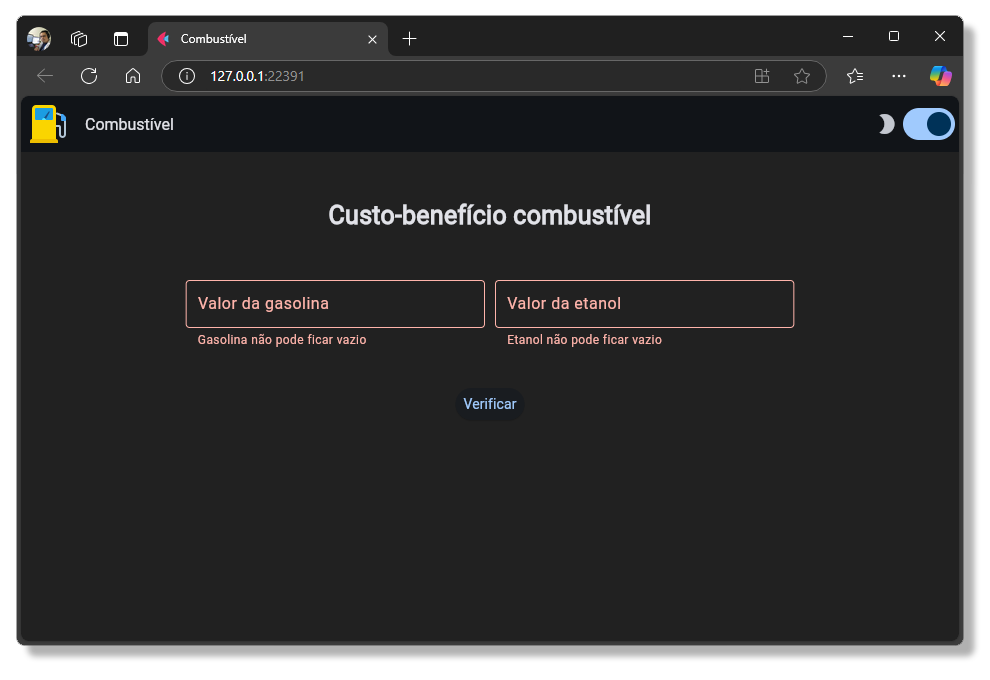 Combustível
127.0.0.1:22391
Combustível
Custo-benefício combustível
Valor da gasolina
Valor da etanol
Gasolina não pode ficar vazio
Etanol não pode ficar vazio
Verificar